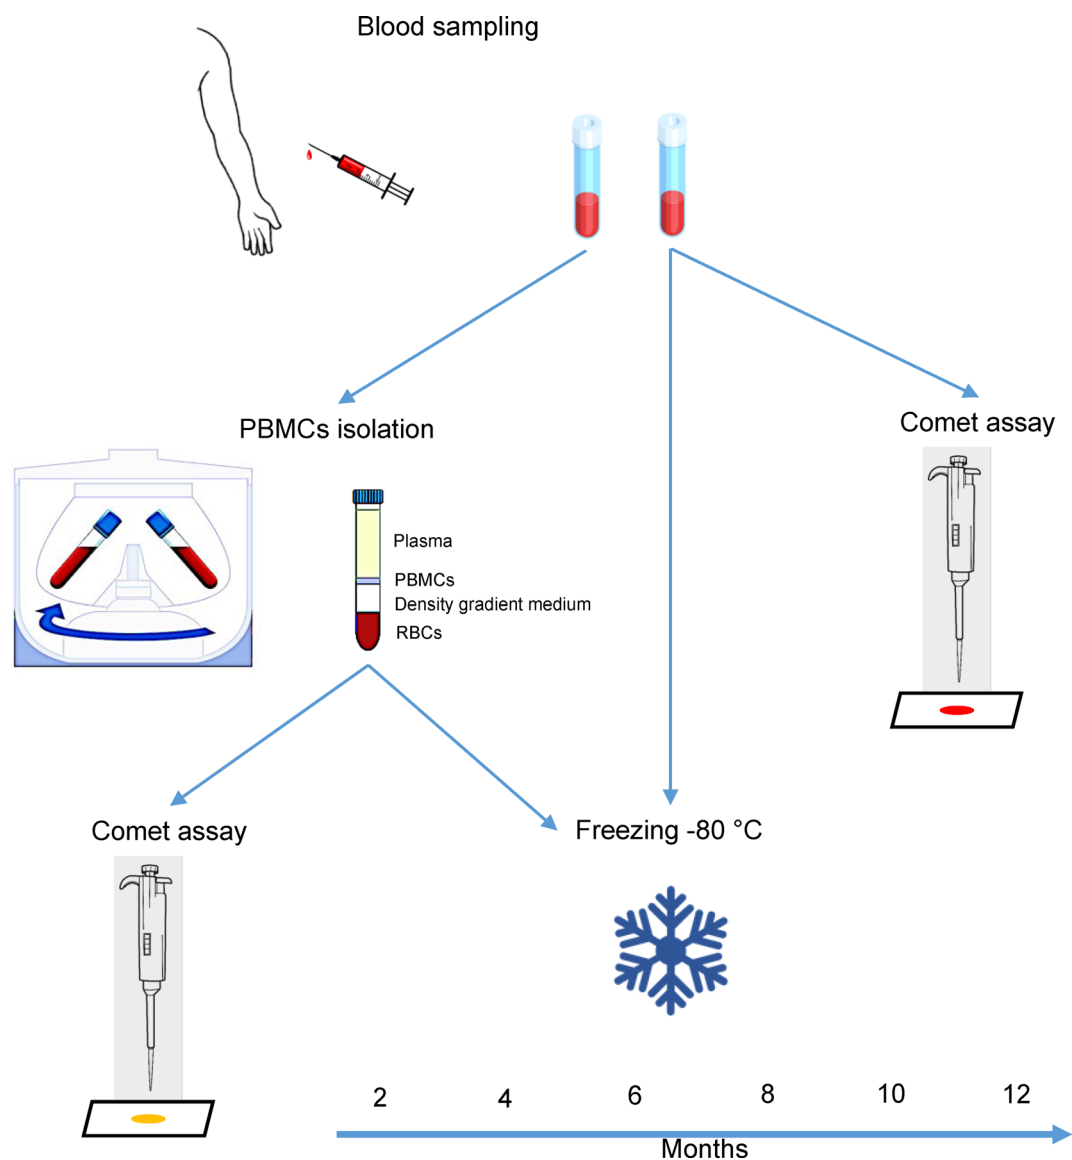 Blood sampling
PBMCs isolation
Comet assay
Plasma
PBMCs
Density gradient medium
RBCs
Comet assay
Freezing -80 °C
2 4 6 8 10 12
Months